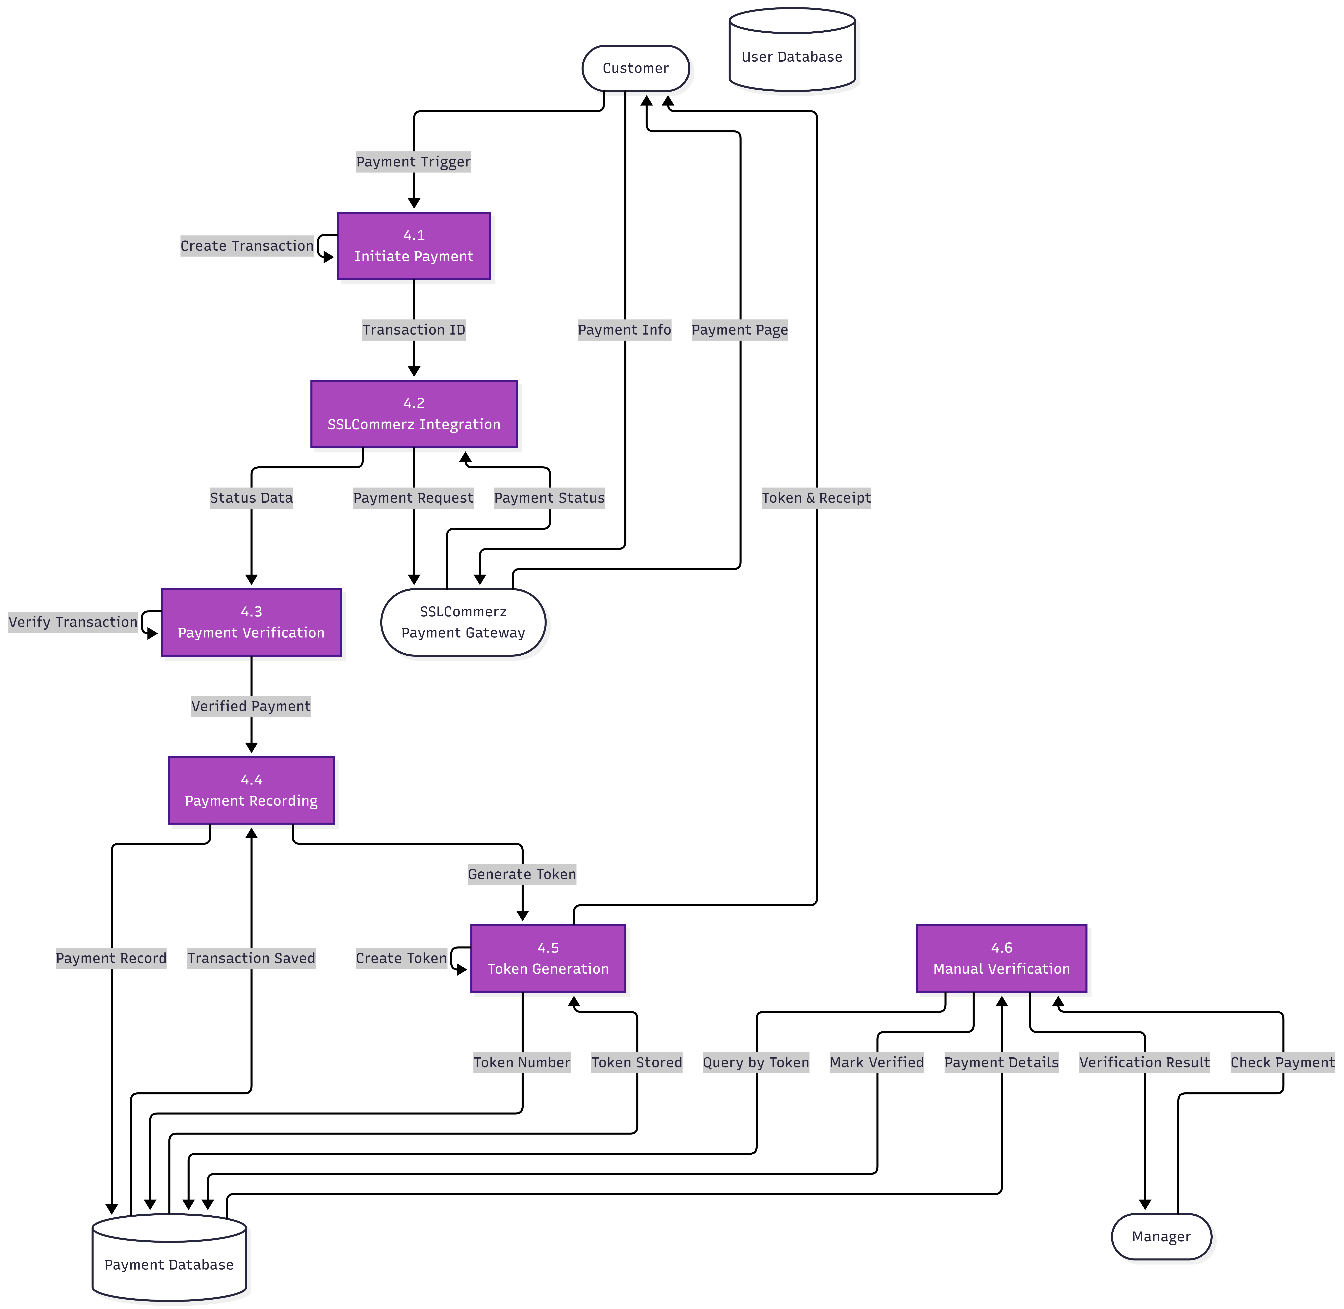 User Database
Customer
Payment Trigger
4.1
Initiate Payment
Create Transaction
Transaction ID
Payment Info
Payment Page
4.2
SSLCommerz Integration
Status Data
Payment Request
Payment Status
Token & Receipt
4.3
Payment Verification
Verify Transaction
SSLCommerz
Payment Gateway
Verified Payment
4.4
Payment Recording
Generate Token
Payment Record
Transaction Saved
Create Token
4.5
Token Generation
4.6
Manual Verification
Token Number
Token Stored
Query by Token
Mark Verified
Payment Details
Verification Result
Check Payment
Payment Database
Manager